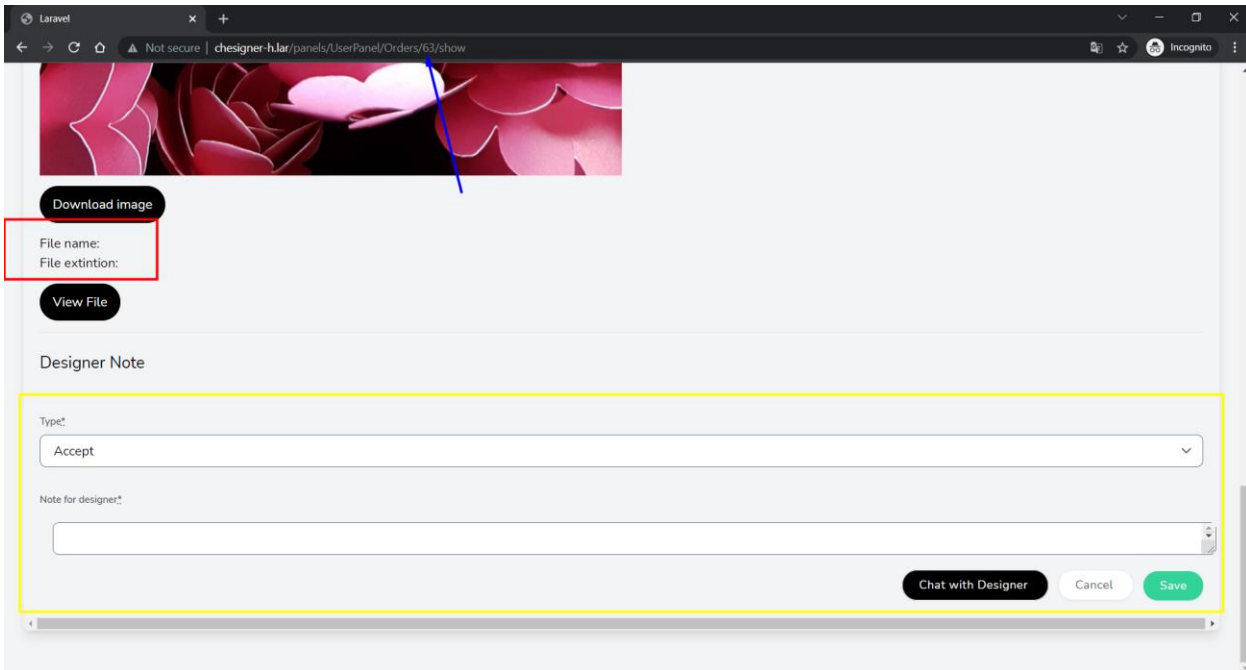 Laravel
Not secure | chesigner-h.lar/panels/UserPanel/Orders/63/show
Incognito
Download image
File name:
File extintion:
View File
Designer Note
Type*
Accept
Note for designer*
Chat with Designer
Cancel
Save